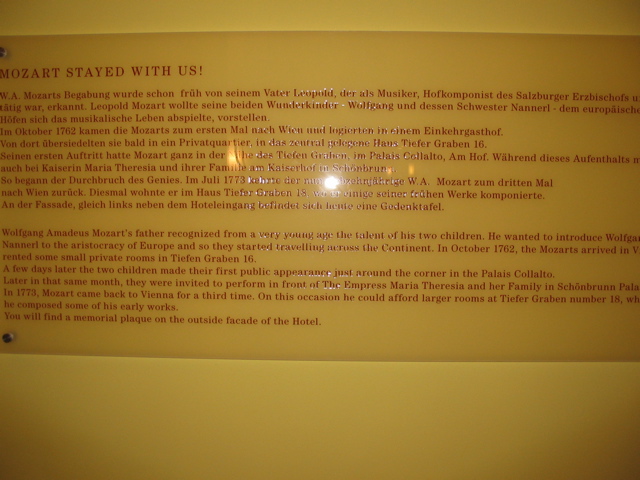 MOZART STAYED WITH US!
W.A. Mozarts Begabung wurde schon früh von seinem Vater Leopold, der als Musiker, Hofkomponist des Salzburger Erzbischofs
tätig war, erkannt. Leopold Mozart wollte seine beiden Wunderkinder - Wolfgang und dessen Schwester Nannerl - dem
Höfen sich das musikalische Leben abspielte, vorstellen.
Im Oktober 1762 kamen die Mozarts zum ersten Mal nach Wien und logierten in einem Einkehrgasthof.
Von dort übersiedelten sie bald in ein Privatquartier, in das zentral gelegene Haus Tiefer Graben 16.
Seinen ersten Auftritt hatte Mozart ganz in der des Tiefen Graben, im Palais Collalto, Am Hof. Während dieses Aufenthalts
auch bei Kaiserin Maria Theresia und ihrer Familie am Kaiserhof in Schönbrunn.
So begann der Durchbruch des Genies. Im Juli 1773 kehrte der nun W.A. Mozart zum dritten Mal
nach Wien zurück. Diesmal wohnte er im Haus Tiefer Graben 18, wo er einige seiner frühen Werke komponierte.
An der Fassade, gleich links neben dem Hoteleingang befindet sich heute eine Gedenktafel.
Wolfgang Amadeus Mozart's father recognized from a very young age the talent of his two children. He wanted to introduce
Nannerl to the aristocracy of Europe and so they started travelling across the Continent. In October 1762, the Mozarts arrived in
rented some small private rooms in Tiefen Graben 16.
A few days later the two children made their first public appearance just around the corner in the Palais Collalto.
Later in that same month, they were invited to perform in front of The Empress Maria Theresia and her Family in Schönbrunn
In 1773, Mozart came back to Vienna for a third time. On this occasion he could afford larger rooms at Tiefer Graben number 18,
he composed some of his early works.
You will find a memorial plaque on the outside facade of the Hotel.